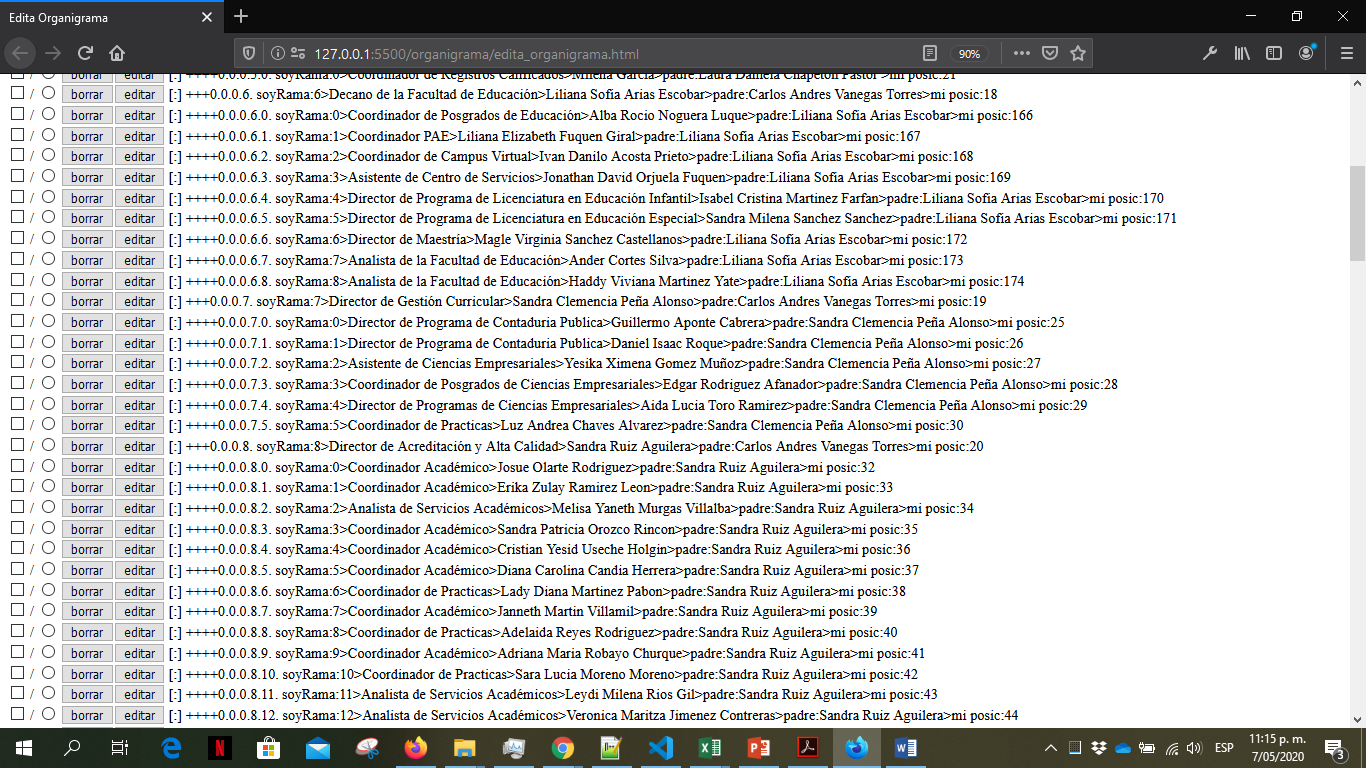 Edita Organigrama
127.0.0.1:5500/organigrama/edita_organigrama.html
90%
/ borrar editar [:] ++++0.0.0.5.0. soyRama:0>Coordinador de Registros Calificados>Milena Garcia>padre:Laura Daniela Chapeton Pastor >mi posic:21
/ borrar editar [:] +++0.0.0.6. soyRama:6>Decano de la Facultad de Educación>Liliana Sofía Arias Escobar>padre:Carlos Andres Vanegas Torres>mi posic:18
/ borrar editar [:] ++++0.0.0.6.0. soyRama:0>Coordinador de Posgrados de Educación>Alba Rocio Noguera Luque>padre:Liliana Sofía Arias Escobar>mi posic:166
/ borrar editar [:] ++++0.0.0.6.1. soyRama:1>Coordinador PAE>Liliana Elizabeth Fuquen Giral>padre:Liliana Sofía Arias Escobar>mi posic:167
/ borrar editar [:] ++++0.0.0.6.2. soyRama:2>Coordinador de Campus Virtual>Ivan Danilo Acosta Prieto>padre:Liliana Sofía Arias Escobar>mi posic:168
/ borrar editar [:] ++++0.0.0.6.3. soyRama:3>Asistente de Centro de Servicios>Jonathan David Orjuela Fuquen>padre:Liliana Sofía Arias Escobar>mi posic:169
/ borrar editar [:] ++++0.0.0.6.4. soyRama:4>Director de Programa de Licenciatura en Educación Infantil>Isabel Cristina Martinez Farfan>padre:Liliana Sofía Arias Escobar>mi posic:170
/ borrar editar [:] ++++0.0.0.6.5. soyRama:5>Director de Programa de Licenciatura en Educación Especial>Sandra Milena Sanchez Sanchez>padre:Liliana Sofía Arias Escobar>mi posic:171
/ borrar editar [:] ++++0.0.0.6.6. soyRama:6>Director de Maestría>Magle Virginia Sanchez Castellanos>padre:Liliana Sofía Arias Escobar>mi posic:172
/ borrar editar [:] ++++0.0.0.6.7. soyRama:7>Analista de la Facultad de Educación>Ander Cortes Silva>padre:Liliana Sofía Arias Escobar>mi posic:173
/ borrar editar [:] ++++0.0.0.6.8. soyRama:8>Analista de la Facultad de Educación>Haddy Viviana Martinez Yate>padre:Liliana Sofía Arias Escobar>mi posic:174
/ borrar editar [:] +++0.0.0.7. soyRama:7>Director de Gestión Curricular>Sandra Clemencia Peña Alonso>padre:Carlos Andres Vanegas Torres>mi posic:19
/ borrar editar [:] ++++0.0.0.7.0. soyRama:0>Director de Programa de Contaduria Publica>Guillermo Aponte Cabrera>padre:Sandra Clemencia Peña Alonso>mi posic:25
/ borrar editar [:] ++++0.0.0.7.1. soyRama:1>Director de Programa de Contaduria Publica>Daniel Isaac Roque>padre:Sandra Clemencia Peña Alonso>mi posic:26
/ borrar editar [:] ++++0.0.0.7.2. soyRama:2>Asistente de Ciencias Empresariales>Yesika Ximena Gomez Muñoz>padre:Sandra Clemencia Peña Alonso>mi posic:27
/ borrar editar [:] ++++0.0.0.7.3. soyRama:3>Coordinador de Posgrados de Ciencias Empresariales>Edgar Rodriguez Afanador>padre:Sandra Clemencia Peña Alonso>mi posic:28
/ borrar editar [:] ++++0.0.0.7.4. soyRama:4>Director de Programas de Ciencias Empresariales>Aida Lucia Toro Ramirez>padre:Sandra Clemencia Peña Alonso>mi posic:29
/ borrar editar [:] ++++0.0.0.7.5. soyRama:5>Coordinador de Practicas>Luz Andrea Chaves Alvarez>padre:Sandra Clemencia Peña Alonso>mi posic:30
/ borrar editar [:] +++0.0.0.8. soyRama:8>Director de Acreditación y Alta Calidad>Sandra Ruiz Aguilera>padre:Carlos Andres Vanegas Torres>mi posic:20
/ borrar editar [:] ++++0.0.0.8.0. soyRama:0>Coordinador Académico>Josue Olarte Rodriguez>padre:Sandra Ruiz Aguilera>mi posic:32
/ borrar editar [:] ++++0.0.0.8.1. soyRama:1>Coordinador Académico>Erika Zulay Ramirez Leon>padre:Sandra Ruiz Aguilera>mi posic:33
/ borrar editar [:] ++++0.0.0.8.2. soyRama:2>Analista de Servicios Académicos>Melisa Yaneth Murgas Villalba>padre:Sandra Ruiz Aguilera>mi posic:34
/ borrar editar [:] ++++0.0.0.8.3. soyRama:3>Coordinador Académico>Sandra Patricia Orozco Rincon>padre:Sandra Ruiz Aguilera>mi posic:35
/ borrar editar [:] ++++0.0.0.8.4. soyRama:4>Coordinador Académico>Cristian Yesid Useche Holgin>padre:Sandra Ruiz Aguilera>mi posic:36
/ borrar editar [:] ++++0.0.0.8.5. soyRama:5>Coordinador Académico>Diana Carolina Candia Herrera>padre:Sandra Ruiz Aguilera>mi posic:37
/ borrar editar [:] ++++0.0.0.8.6. soyRama:6>Coordinador de Practicas>Lady Diana Martinez Pabon>padre:Sandra Ruiz Aguilera>mi posic:38
/ borrar editar [:] ++++0.0.0.8.7. soyRama:7>Coordinador Académico>Janneth Martin Villamil>padre:Sandra Ruiz Aguilera>mi posic:39
/ borrar editar [:] ++++0.0.0.8.8. soyRama:8>Coordinador de Practicas>Adelaida Reyes Rodriguez>padre:Sandra Ruiz Aguilera>mi posic:40
/ borrar editar [:] ++++0.0.0.8.9. soyRama:9>Coordinador Académico>Adriana Maria Robayo Churque>padre:Sandra Ruiz Aguilera>mi posic:41
/ borrar editar [:] ++++0.0.0.8.10. soyRama:10>Coordinador de Practicas>Sara Lucia Moreno Moreno>padre:Sandra Ruiz Aguilera>mi posic:42
/ borrar editar [:] ++++0.0.0.8.11. soyRama:11>Analista de Servicios Académicos>Leydi Milena Rios Gil>padre:Sandra Ruiz Aguilera>mi posic:43
/ borrar editar [:] ++++0.0.0.8.12. soyRama:12>Analista de Servicios Académicos>Veronica Maritza Jimenez Contreras>padre:Sandra Ruiz Aguilera>mi posic:44
ESP
11:15 p. m.
7/05/2020
3